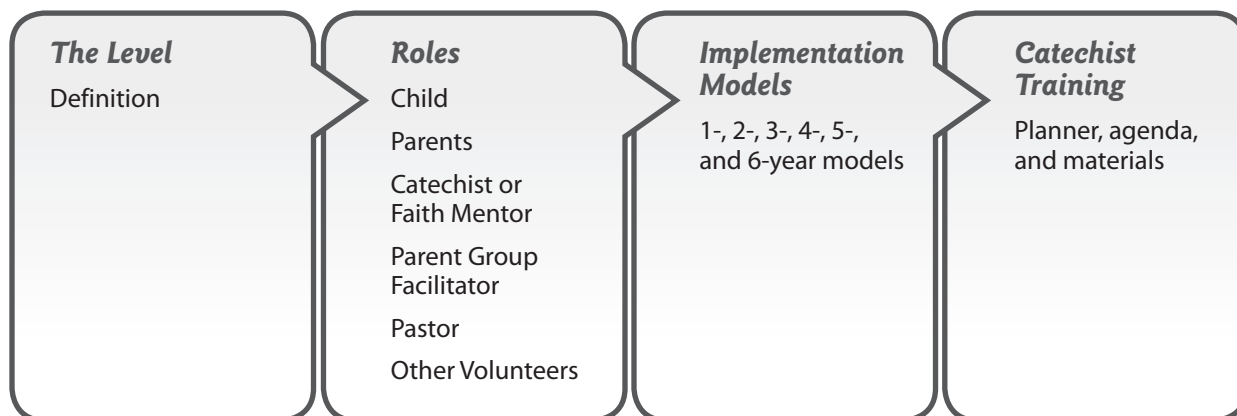 The Level
Definition
Roles
Child
Parents
Catechist or
Faith Mentor
Parent Group
Facilitator
Pastor
Other Volunteers
Implementation
Models
1-, 2-, 3-, 4-, 5-,
and 6-year models
Catechist
Training
Planner, agenda,
and materials